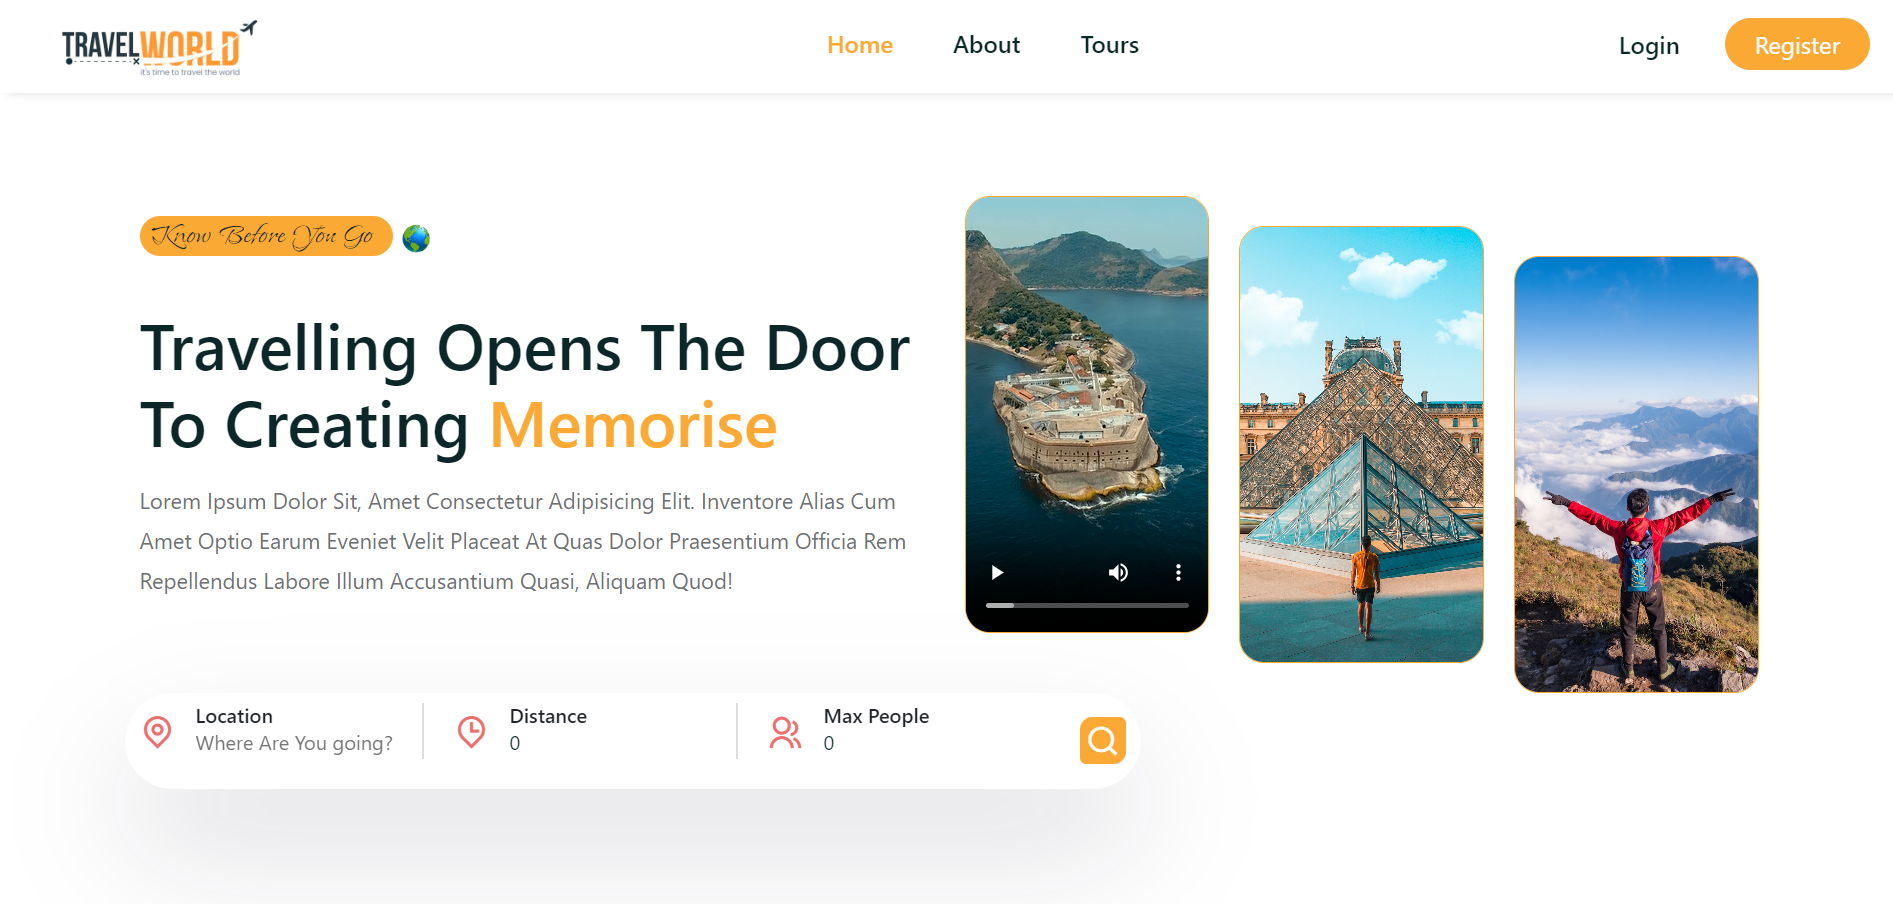 TRAVELWORLD
it's time to travel the world
Home
About
Tours
Login
Register
Know Before You Go
Travelling Opens The Door
To Creating Memorise
Lorem Ipsum Dolor Sit, Amet Consectetur Adipisicing Elit. Inventore Alias Cum
Amet Optio Earum Eveniet Velit Placeat At Quas Dolor Praesentium Officia Rem
Repellendus Labore Illum Accusantium Quasi, Aliquam Quod!
Location
Where Are You going?
Distance
0
Max People
0